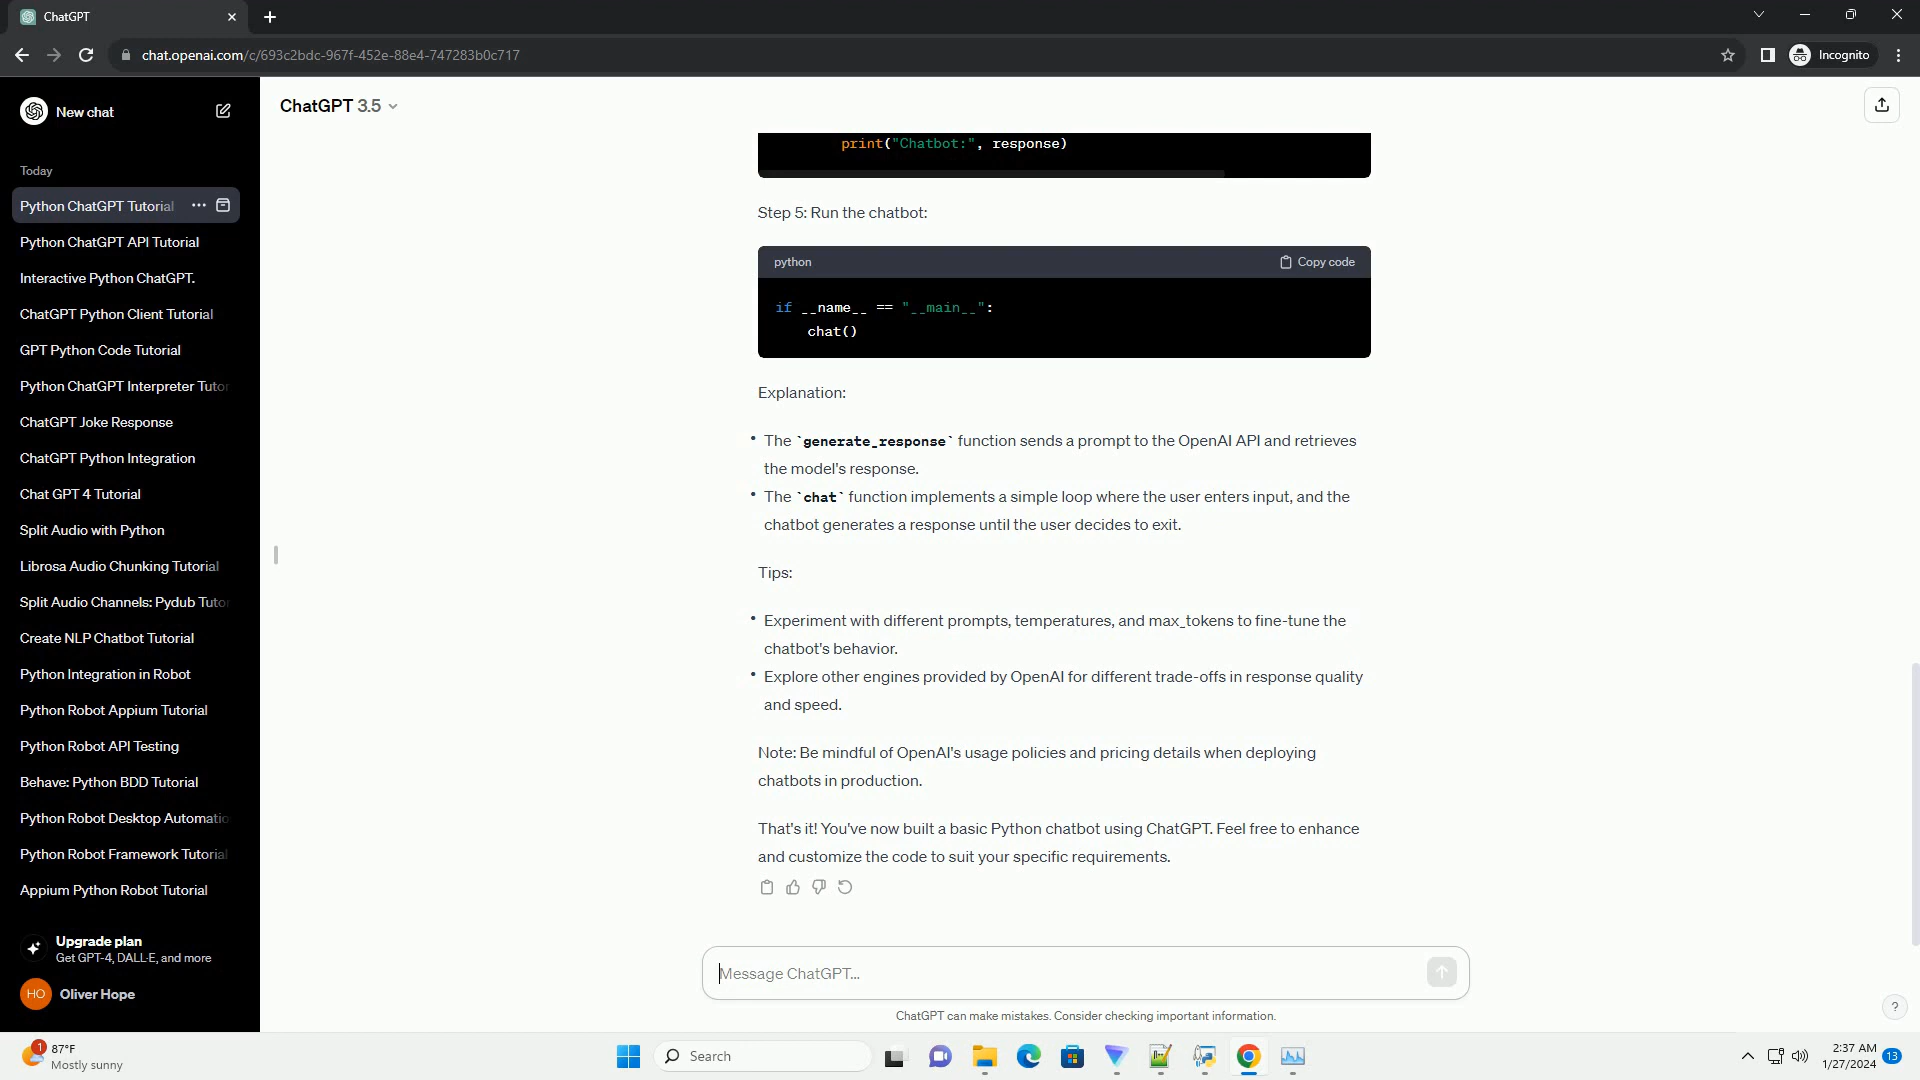 ChatGPT
chat.openai.com/c/693c2bdc-967f-452e-88e4-747283b0c717
Incognito
New chat
Today
Python ChatGPT Tutorial
Python ChatGPT API Tutorial
Interactive Python ChatGPT.
ChatGPT Python Client Tutorial
GPT Python Code Tutorial
Python ChatGPT Interpreter Tutor
ChatGPT Joke Response
ChatGPT Python Integration
Chat GPT 4 Tutorial
Split Audio with Python
Librosa Audio Chunking Tutorial
Split Audio Channels: Pydub Tutor
Create NLP Chatbot Tutorial
Python Integration in Robot
Python Robot Appium Tutorial
Python Robot API Testing
Behave: Python BDD Tutorial
Python Robot Desktop Automatio
Python Robot Framework Tutorial
Appium Python Robot Tutorial
Upgrade plan
Get GPT-4, DALL·E, and more
HO
Oliver Hope
ChatGPT 3.5
print("Chatbot:", response)
Step 5: Run the chatbot:
python
Copy code
if __name__ == "__main__":
chat()
Explanation:
• The `generate_response` function sends a prompt to the OpenAI API and retrieves
the model's response.
• The `chat` function implements a simple loop where the user enters input, and the
chatbot generates a response until the user decides to exit.
Tips:
• Experiment with different prompts, temperatures, and max_tokens to fine-tune the
chatbot's behavior.
• Explore other engines provided by OpenAI for different trade-offs in response quality
and speed.
Note: Be mindful of OpenAI's usage policies and pricing details when deploying
chatbots in production.
That's it! You've now built a basic Python chatbot using ChatGPT. Feel free to enhance
and customize the code to suit your specific requirements.
Message ChatGPT...
ChatGPT can make mistakes. Consider checking important information.
?
1
87°F
Mostly sunny
Search
2:37 AM
1/27/2024
13